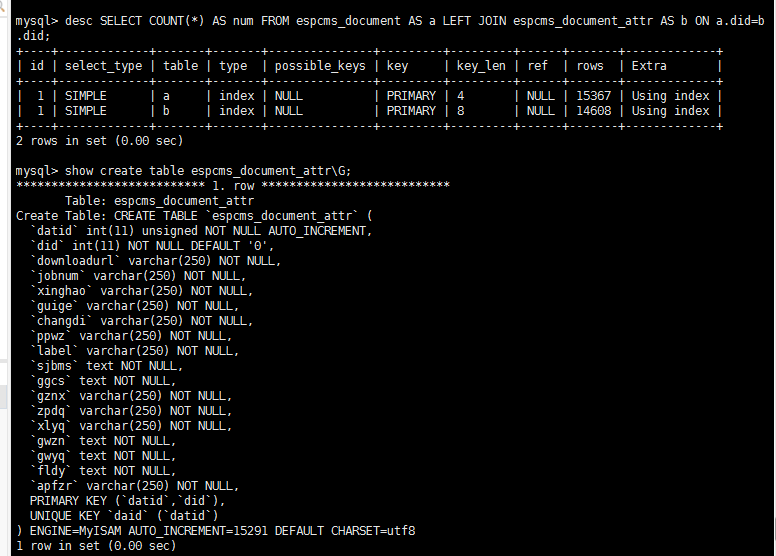 mysql> desc SELECT COUNT(*) AS num FROM espcms_document AS a LEFT JOIN espcms_document_attr AS b ON a.did=b
.did;
+----+-------------+-------+-------+---------------+---------+---------+------+-------+-------------+
| id | select_type | table | type  | possible_keys | key     | key_len | ref  | rows  | Extra       |
+----+-------------+-------+-------+---------------+---------+---------+------+-------+-------------+
|  1 | SIMPLE      | a     | index | NULL          | PRIMARY | 4       | NULL | 15367 | Using index |
|  1 | SIMPLE      | b     | index | NULL          | PRIMARY | 8       | NULL | 14608 | Using index |
+----+-------------+-------+-------+---------------+---------+---------+------+-------+-------------+
2 rows in set (0.00 sec)
mysql> show create table espcms_document_attr\G;
*************************** 1. row ***************************
       Table: espcms_document_attr
Create Table: CREATE TABLE `espcms_document_attr` (
  `datid` int(11) unsigned NOT NULL AUTO_INCREMENT,
  `did` int(11) NOT NULL DEFAULT '0',
  `downloadurl` varchar(250) NOT NULL,
  `jobnum` varchar(250) NOT NULL,
  `xinghao` varchar(250) NOT NULL,
  `guige` varchar(250) NOT NULL,
  `changdi` varchar(250) NOT NULL,
  `ppwz` varchar(250) NOT NULL,
  `label` varchar(250) NOT NULL,
  `sjbms` text NOT NULL,
  `ggcs` text NOT NULL,
  `gznx` varchar(250) NOT NULL,
  `zpdq` varchar(250) NOT NULL,
  `xlyq` varchar(250) NOT NULL,
  `gwzn` text NOT NULL,
  `gwyq` text NOT NULL,
  `fldy` text NOT NULL,
  `apfzr` varchar(250) NOT NULL,
  PRIMARY KEY (`datid`,`did`),
  UNIQUE KEY `daid` (`datid`)
) ENGINE=MyISAM AUTO_INCREMENT=15291 DEFAULT CHARSET=utf8
1 row in set (0.00 sec)